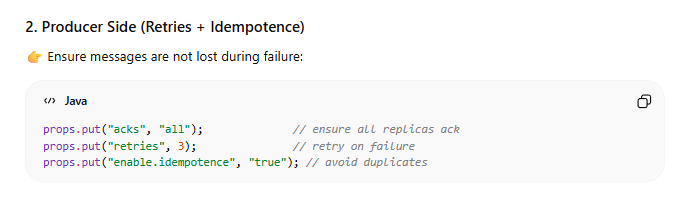 2. Producer Side (Retries + Idempotence)
👉 Ensure messages are not lost during failure:
</> Java
props.put("acks", "all");                // ensure all replicas ack
props.put("retries", 3);                 // retry on failure
props.put("enable.idempotence", "true"); // avoid duplicates